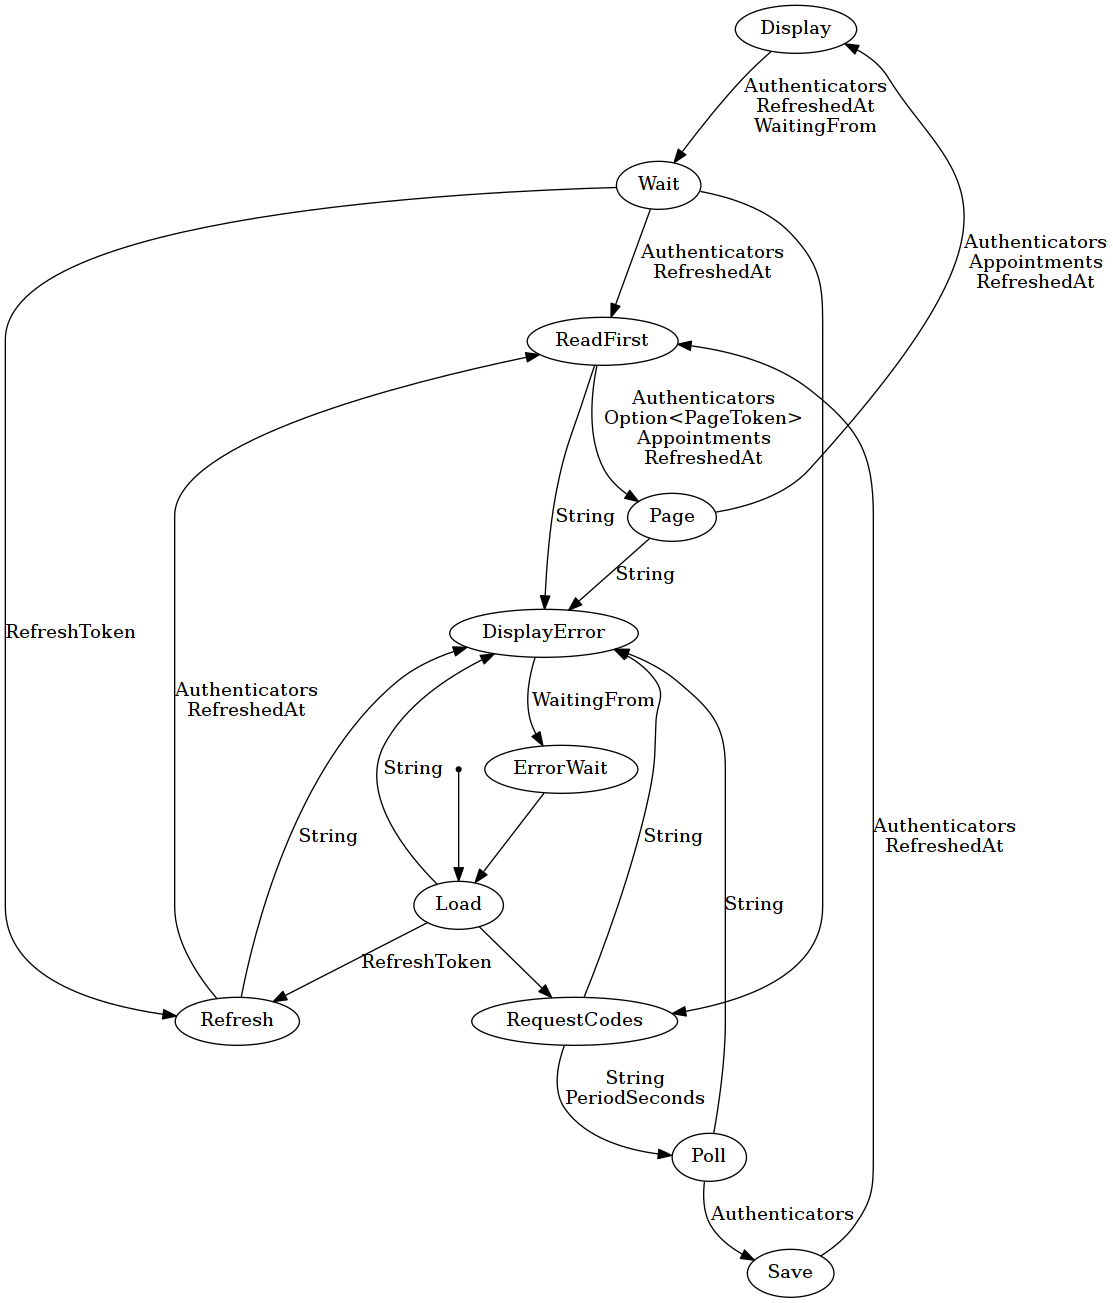 Display
Authenticators
RefreshedAt
WaitingFrom
Wait
Authenticators
RefreshedAt
Authenticators
Appointments
RefreshedAt
ReadFirst
Authenticators
Option<PageToken>
Appointments
RefreshedAt
String
Page
String
RefreshToken
DisplayError
Authenticators
RefreshedAt
WaitingFrom
String
ErrorWait
String
String
Authenticators
RefreshedAt
Load
String
RefreshToken
Refresh
RequestCodes
String
PeriodSeconds
Poll
Authenticators
Save